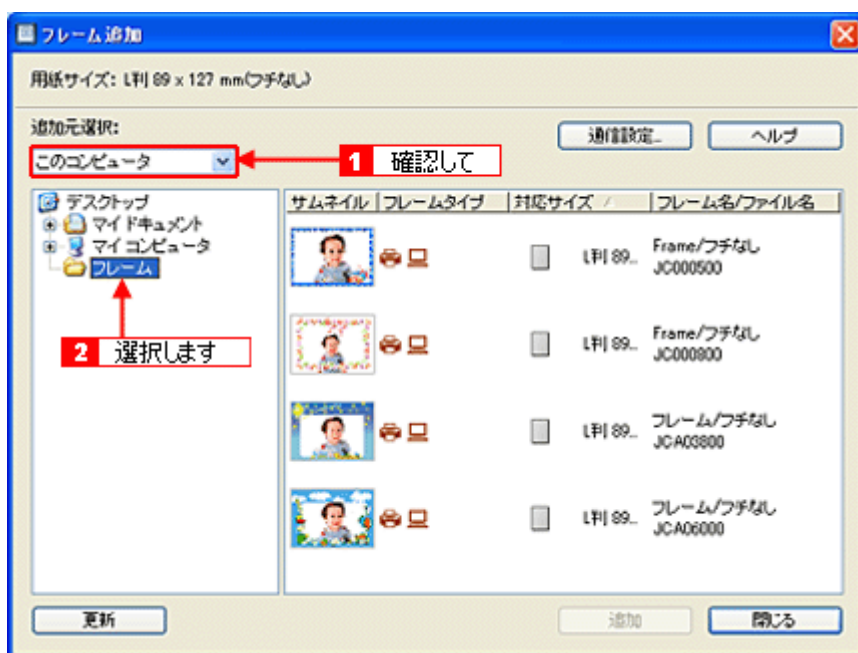 フレーム追加
用紙サイズ: L判 89 x 127 mm(フチなし)
追加元選択:
通信設定...
ヘルプ
このコンピュータ
1 確認して
デスクトップ
マイ ドキュメント
マイ コンピュータ
フレーム
2 選択します
サムネイル フレームタイプ 対応サイズ フレーム名/ファイル名
L判 89... Frame/フチなし
JC000500
L判 89... Frame/フチなし
JC000800
L判 89... フレーム/フチなし
JCA03800
L判 89... フレーム/フチなし
JCA06000
更新
追加
閉じる